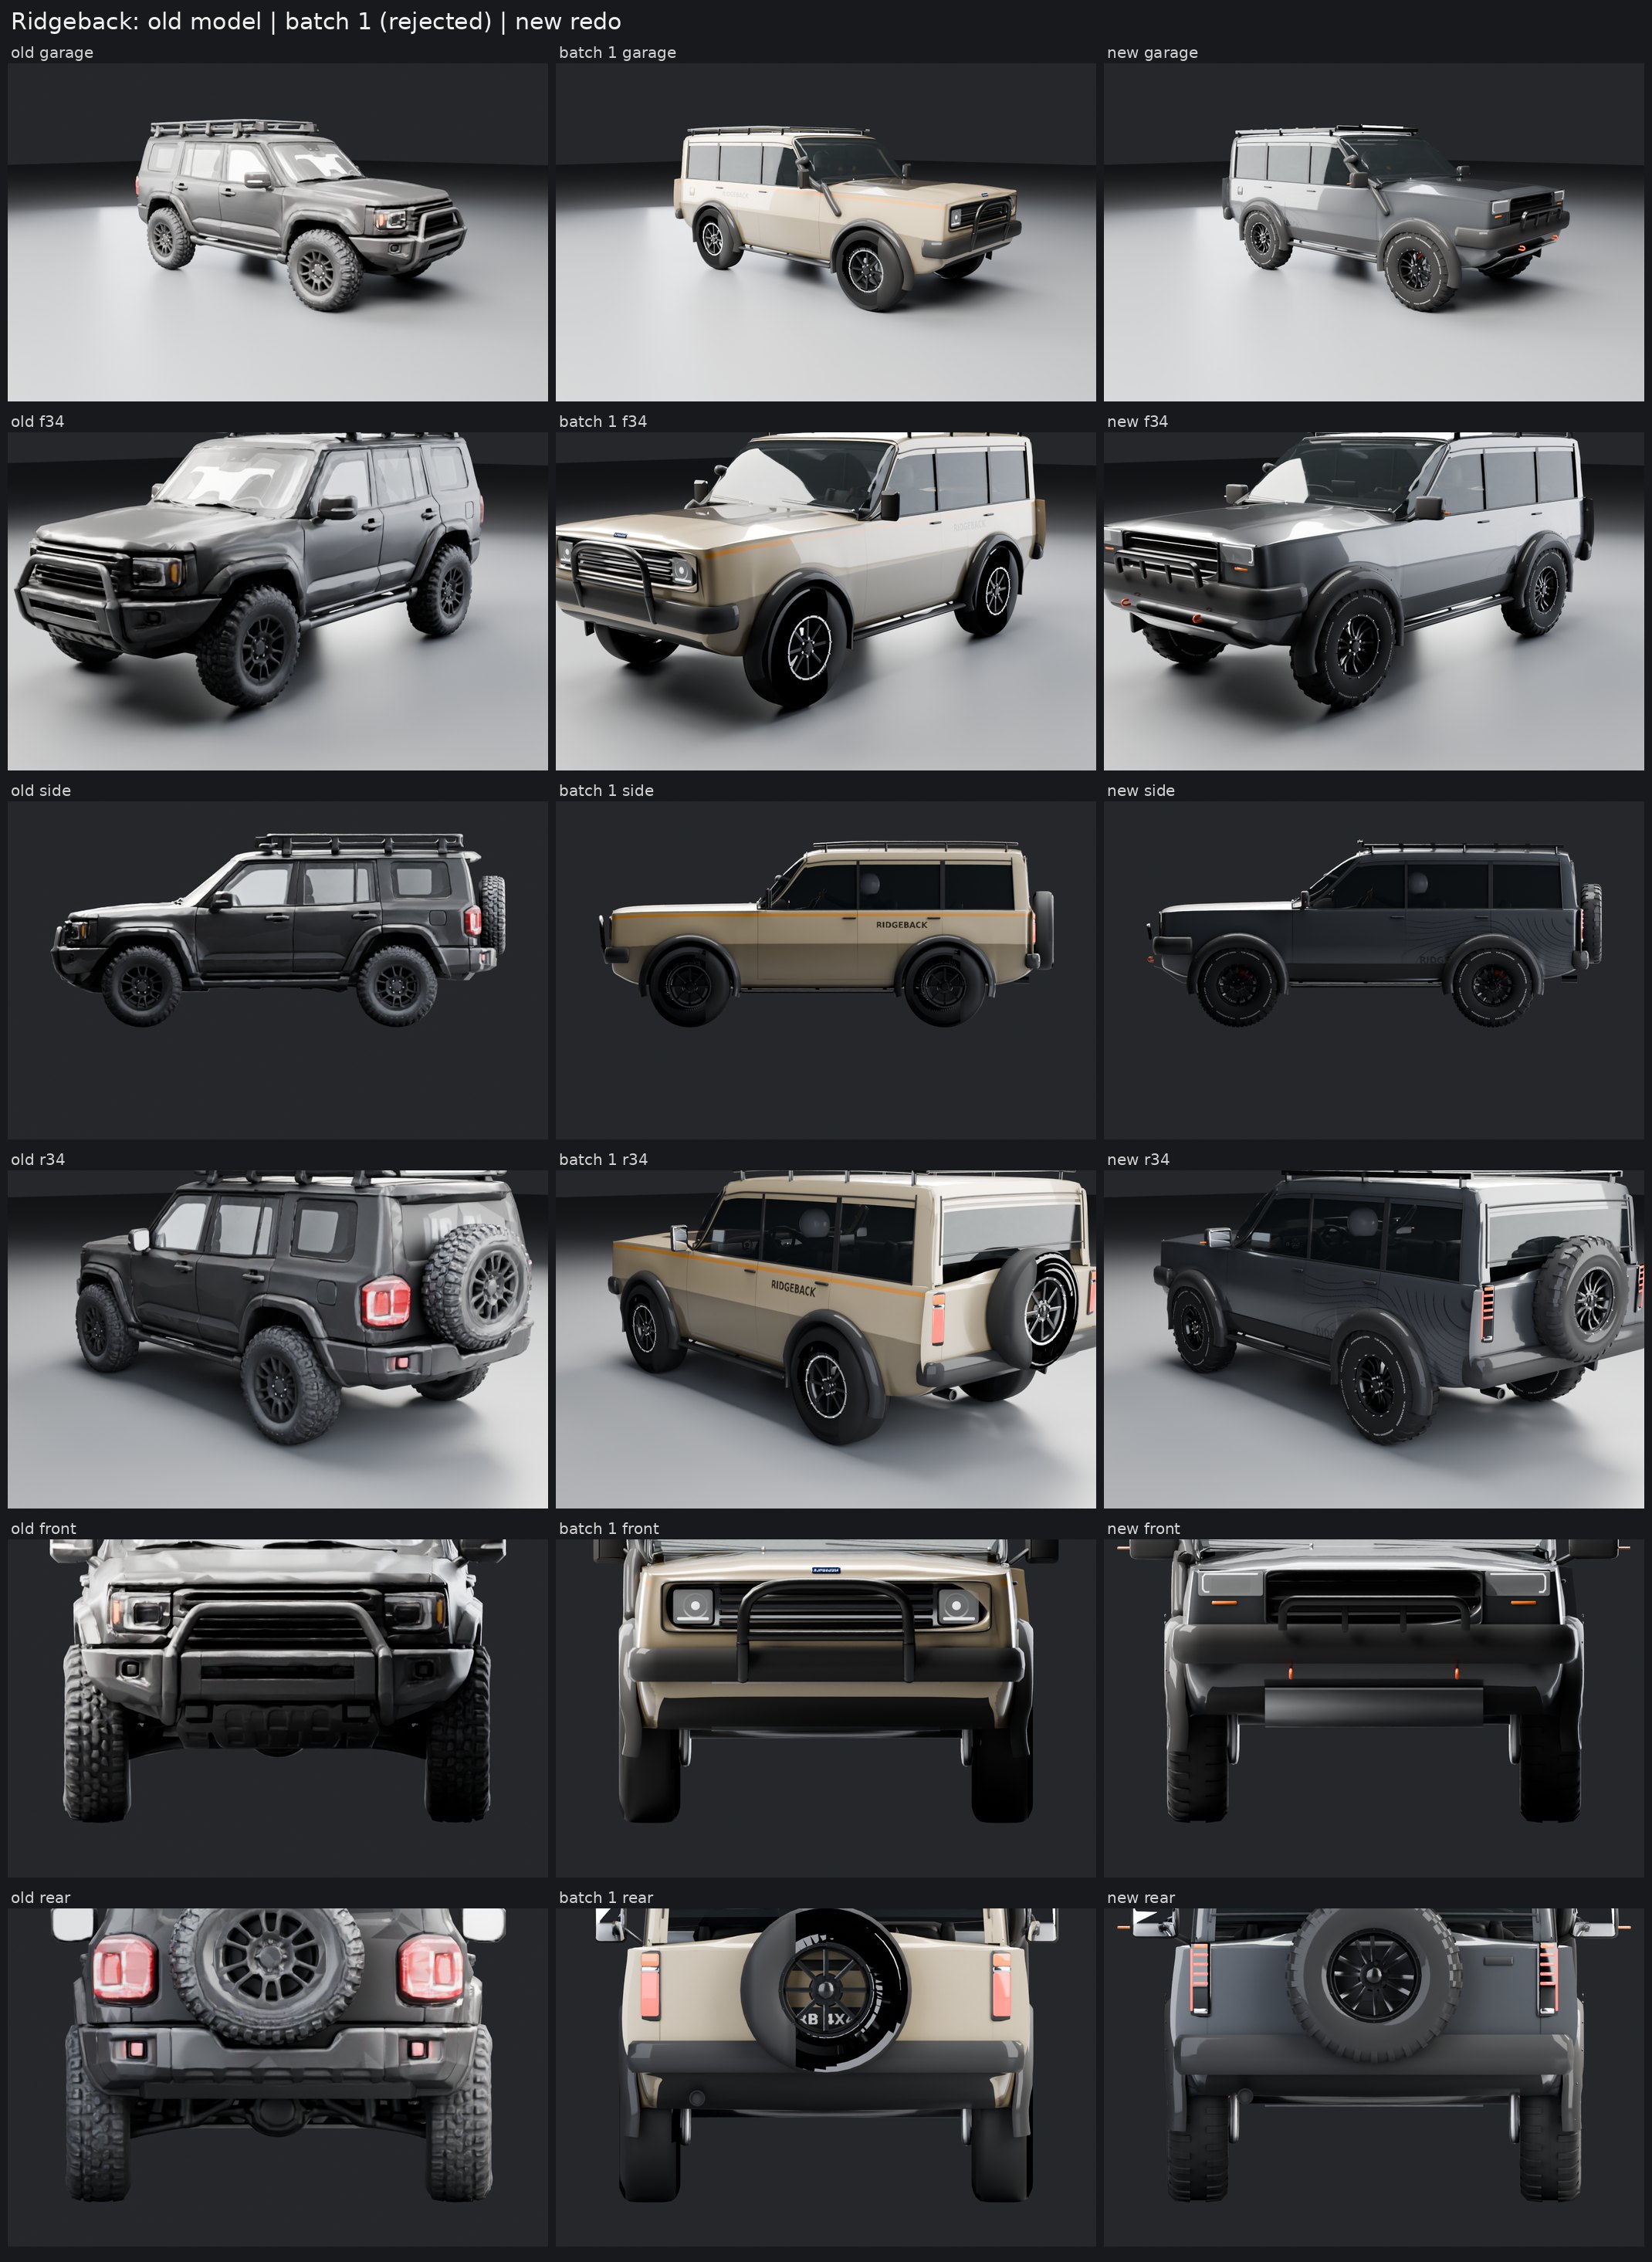 Ridgeback: old model | batch 1 (rejected) | new redo
old garage
batch 1 garage
new garage
old f34
batch 1 f34
new f34
RIDGEBACK
old side
batch 1 side
new side
RIDGEBACK
old r34
batch 1 r34
new r34
RIDGEBACK
old front
batch 1 front
new front
old rear
batch 1 rear
new rear